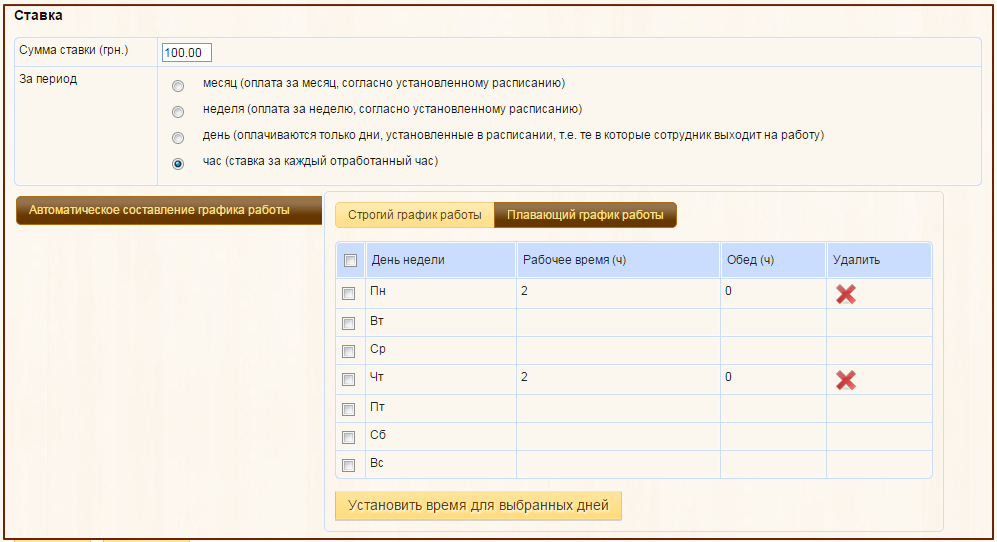 Ставка
Сумма ставки (грн.) 100.00
За период
месяц (оплата за месяц, согласно установленному расписанию)
неделя (оплата за неделю, согласно установленному расписанию)
день (оплачиваются только дни, установленные в расписании, т.е. те в которые сотрудник выходит на работу)
час (ставка за каждый отработанный час)
Автоматическое составление графика работы
Строгий график работы Плавающий график работы
День недели Рабочее время (ч) Обед (ч) Удалить
Пн 2 0
Вт
Ср
Чт 2 0
Пт
Сб
Вс
Установить время для выбранных дней